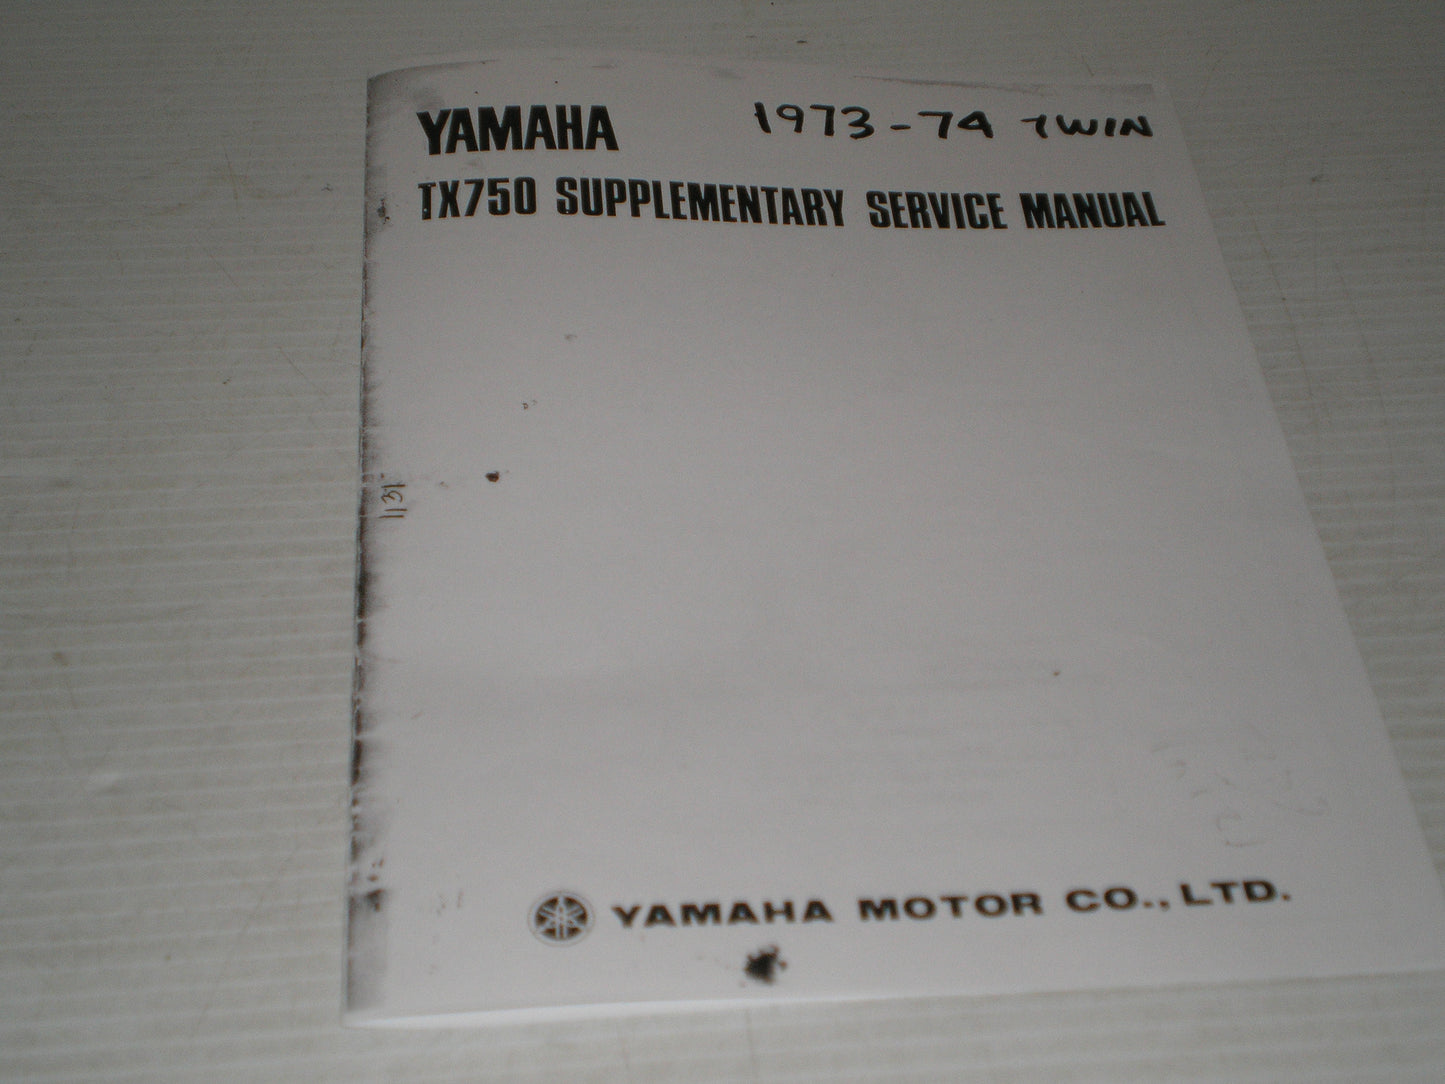 YAMAHA 1973-74 TWIN
TX750 SUPPLEMENTARY SERVICE MANUAL
1131
YAMAHA MOTOR CO., LTD.